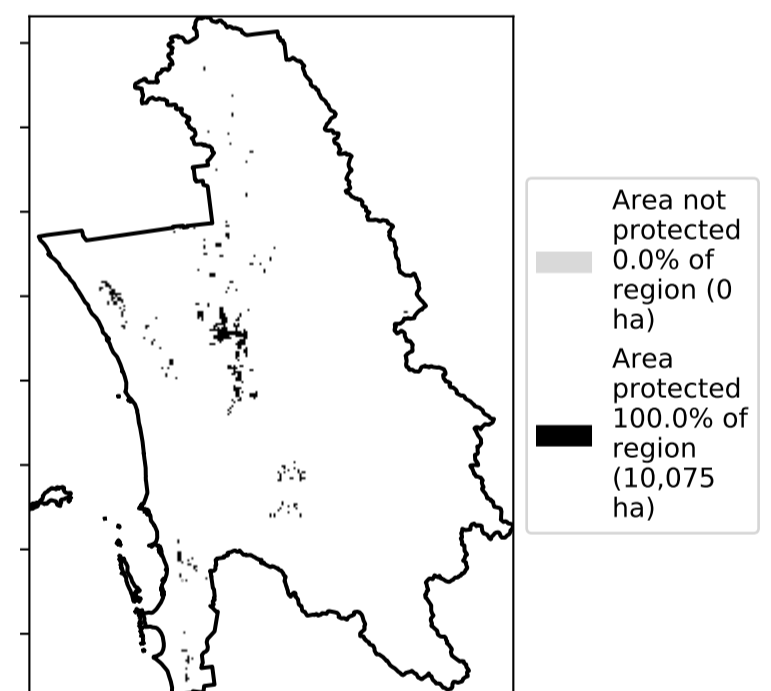 Area not
protected
0.0% of
region (0
ha)
Area
protected
100.0% of
region
(10,075
ha)